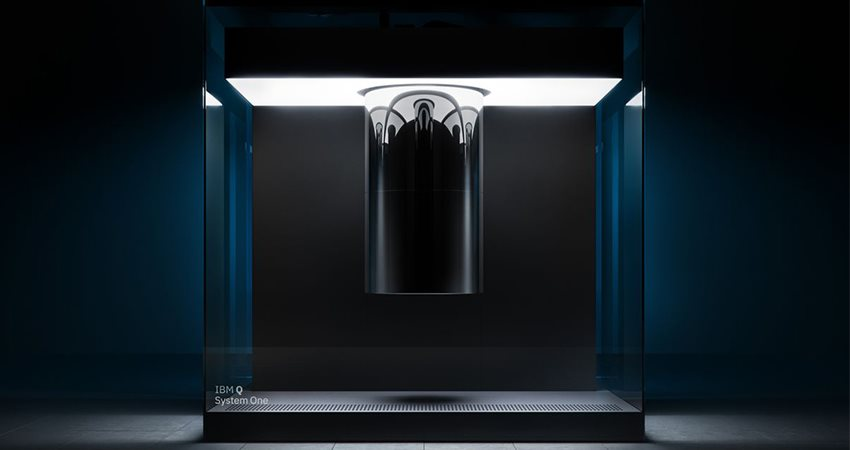 IBM Q
System One